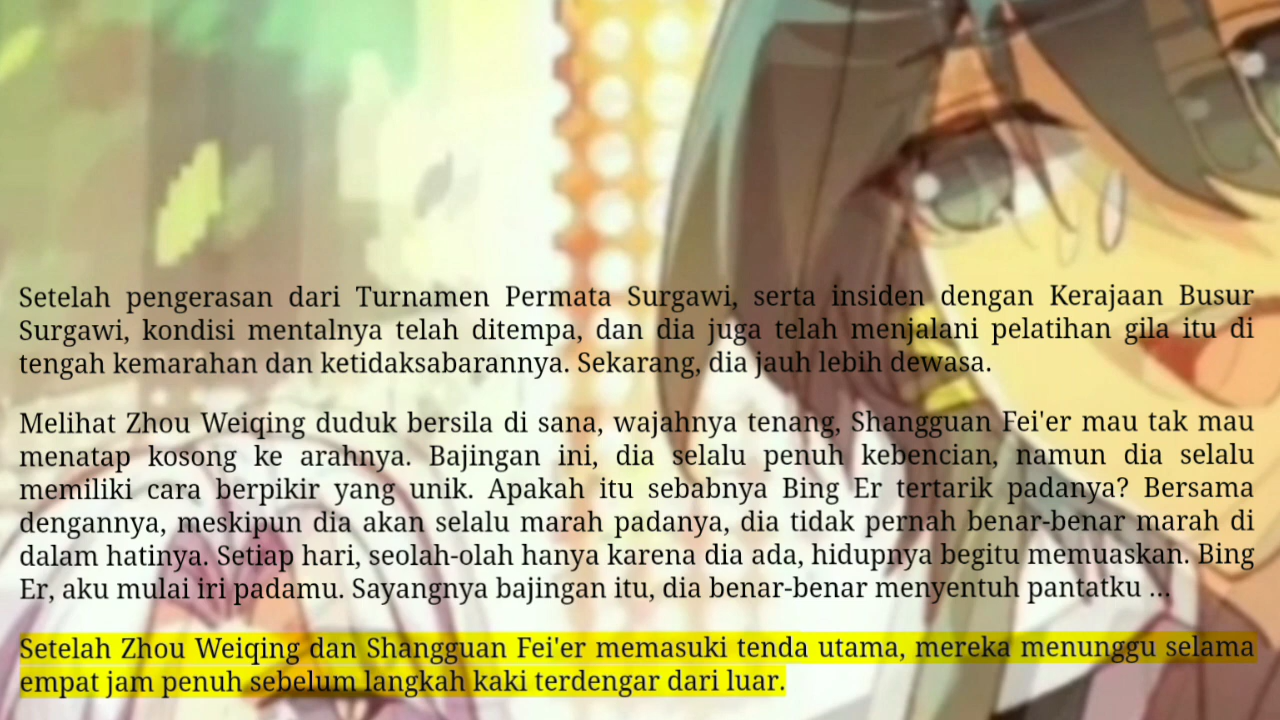 Setelah pengerasan dari Turnamen Permata Surgawi, serta insiden dengan Kerajaan Busur
Surgawi, kondisi mentalnya telah ditempa, dan dia juga telah menjalani pelatihan gila itu di
tengah kemarahan dan ketidaksabarannya. Sekarang, dia jauh lebih dewasa.
Melihat Zhou Weiqing duduk bersila di sana, wajahnya tenang, Shangguan Fei'er mau tak mau
menatap kosong ke arahnya. Bajingan ini, dia selalu penuh kebencian, namun dia selalu
memiliki cara berpikir yang unik. Apakah itu sebabnya Bing Er tertarik padanya? Bersama
dengannya, meskipun dia akan selalu marah padanya, dia tidak pernah benar-benar marah di
dalam hatinya. Setiap hari, seolah-olah hanya karena dia ada, hidupnya begitu memuaskan. Bing
Er, aku mulai iri padamu. Sayangnya bajingan itu, dia benar-benar menyentuh pantatku ...
Setelah Zhou Weiqing dan Shangguan Fei'er memasuki tenda utama, mereka menunggu selama
empat jam penuh sebelum langkah kaki terdengar dari luar.